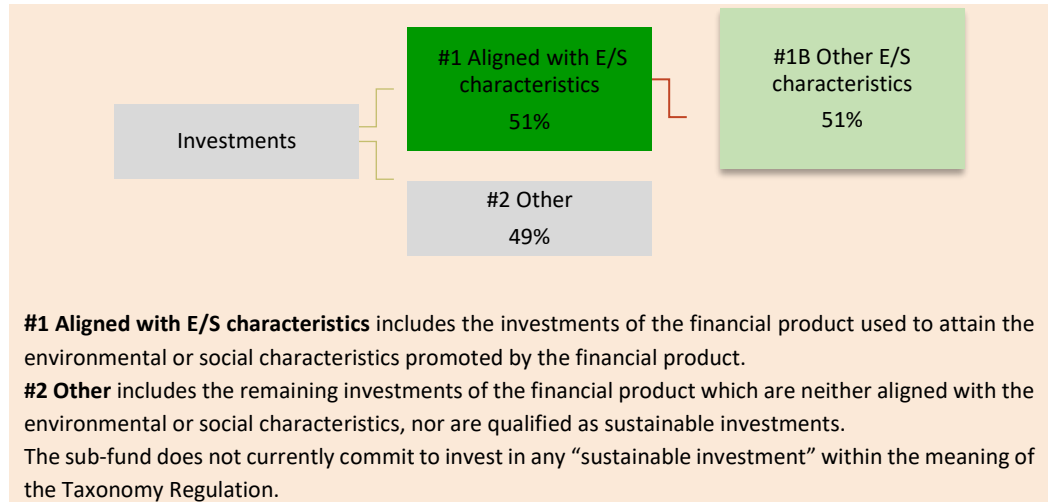 #1 Aligned with E/S
characteristics
51%
#1B Other E/S
characteristics
51%
Investments
#2 Other
49%
#1 Aligned with E/S characteristics includes the investments of the financial product used to attain the
environmental or social characteristics promoted by the financial product.
#2 Other includes the remaining investments of the financial product which are neither aligned with the
environmental or social characteristics, nor are qualified as sustainable investments.
The sub-fund does not currently commit to invest in any “sustainable investment” within the meaning of
the Taxonomy Regulation.